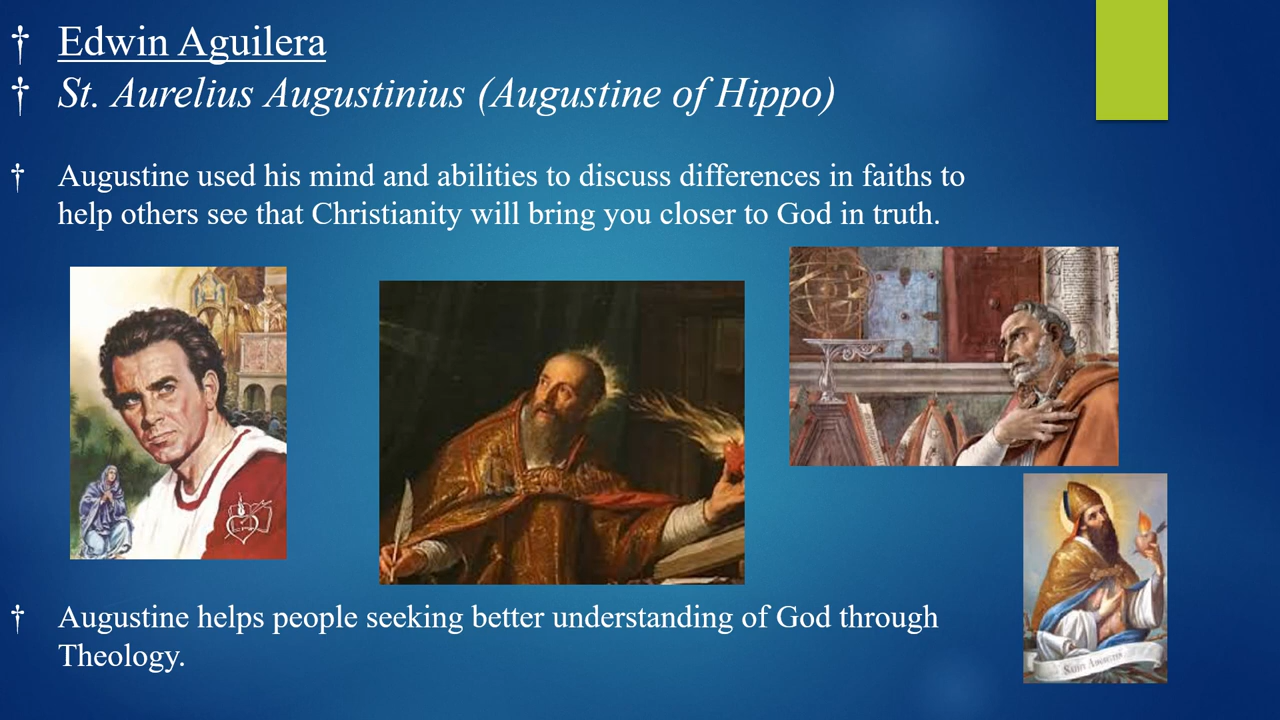 † Edwin Aguilera
† St. Aurelius Augustinius (Augustine of Hippo)
† Augustine used his mind and abilities to discuss differences in faiths to
help others see that Christianity will bring you closer to God in truth.
† Augustine helps people seeking better understanding of God through
Theology.